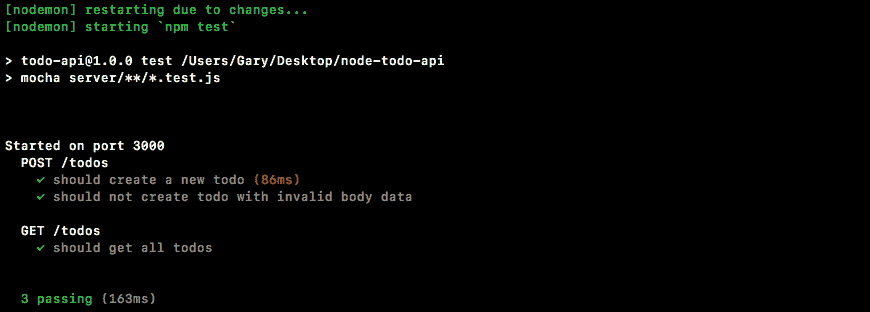 [nodemon] restarting due to changes...
[nodemon] starting `npm test`
> todo-api@1.0.0 test /Users/Gary/Desktop/node-todo-api
> mocha server/**/*.test.js
Started on port 3000
POST /todos
✓ should create a new todo (86ms)
✓ should not create todo with invalid body data
GET /todos
✓ should get all todos
3 passing (163ms)